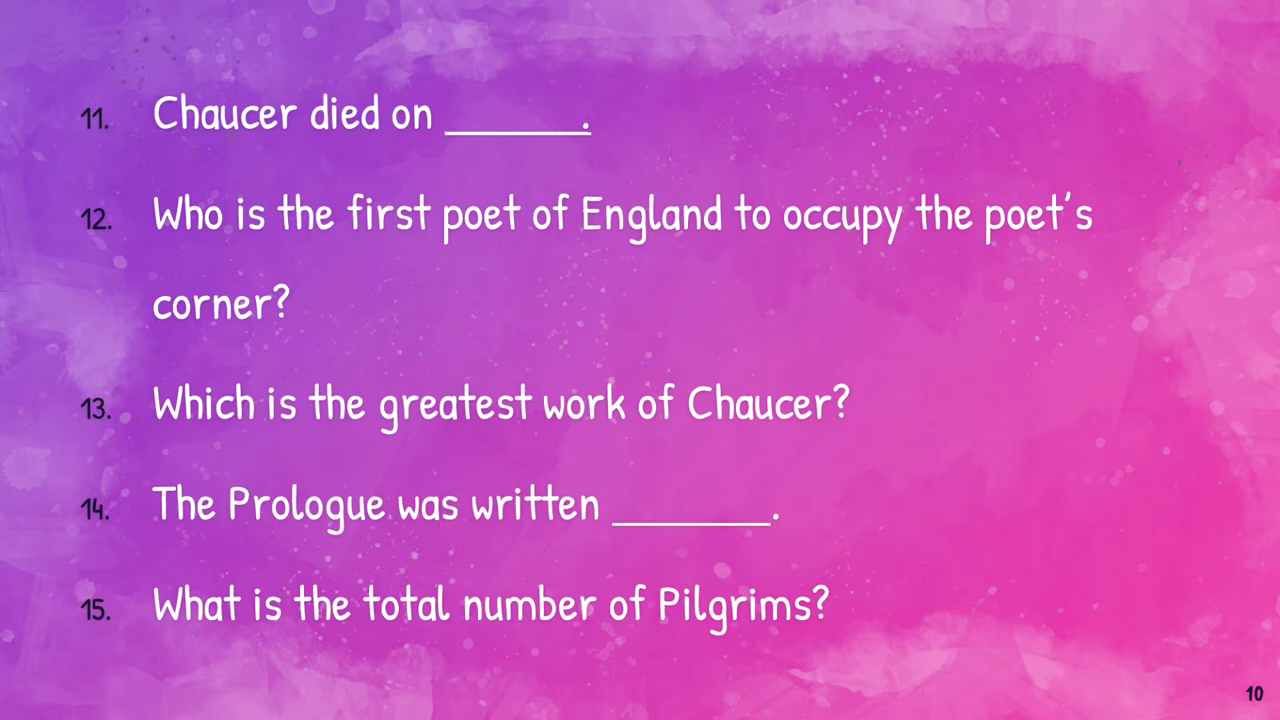 11. Chaucer died on _______.
12. Who is the first poet of England to occupy the poet’s
corner?
13. Which is the greatest work of Chaucer?
14. The Prologue was written ________.
15. What is the total number of Pilgrims?
10